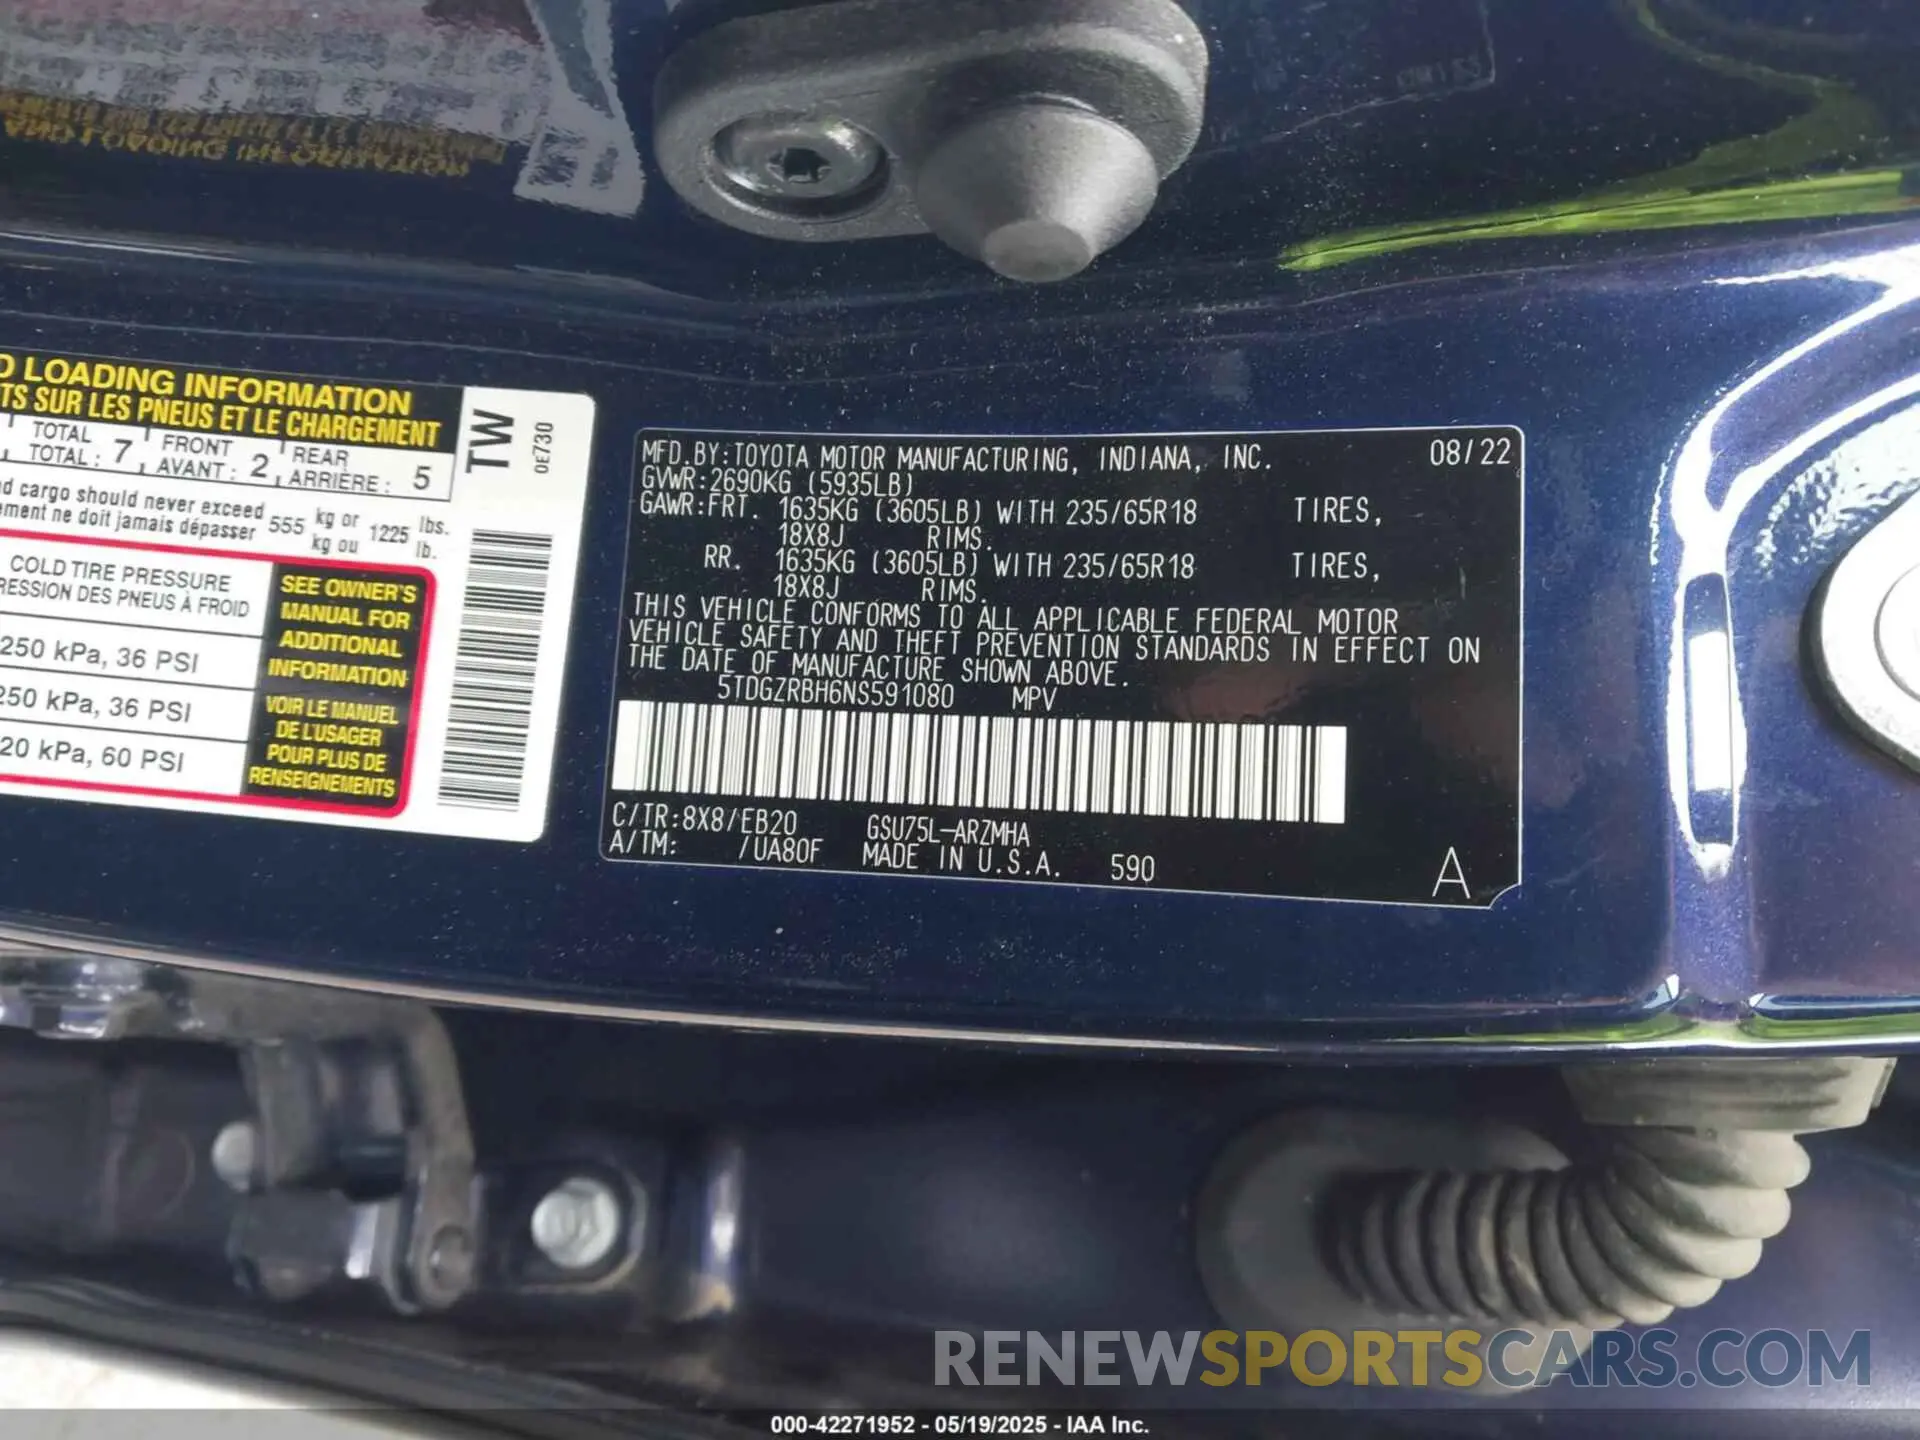 D LOADING INFORMATION
TS SUR LES PNEUS ET LE CHARGEMENT
TOTAL FRONT REAR
TOTAL : 7 AVANT : 2 ARRIÈRE : 5
cargo should never exceed 555 kg or 1225 lbs.
ne doit jamais dépasser kg ou lb.
COLD TIRE PRESSURE
DES PNEUS À FROID
250 kPa, 36 PSI
250 kPa, 36 PSI
20 kPa, 60 PSI
SEE OWNER'S
MANUAL FOR
ADDITIONAL
INFORMATION
VOIR LE MANUEL
DE L'USAGER
POUR PLUS DE
RENSEIGNEMENTS
TW
0E730
MFD.BY:TOYOTA MOTOR MANUFACTURING, INDIANA, INC. 08/22
GVWR:2690KG (5935LB)
GAWR:FRT. 1635KG (3605LB) WITH 235/65R18 TIRES,
18X8J RIMS.
RR. 1635KG (3605LB) WITH 235/65R18 TIRES,
18X8J RIMS.
THIS VEHICLE CONFORMS TO ALL APPLICABLE FEDERAL MOTOR
VEHICLE SAFETY AND THEFT PREVENTION STANDARDS IN EFFECT ON
THE DATE OF MANUFACTURE SHOWN ABOVE.
5TDGZRBH6NS591080 MPV
C/TR:8X8/EB20 GSU75L-ARZMHA
A/TM: /UA80F MADE IN U.S.A. 590
A
RENEWSPORTSCARS.COM
000-42271952 - 05/19/2025 - IAA Inc.